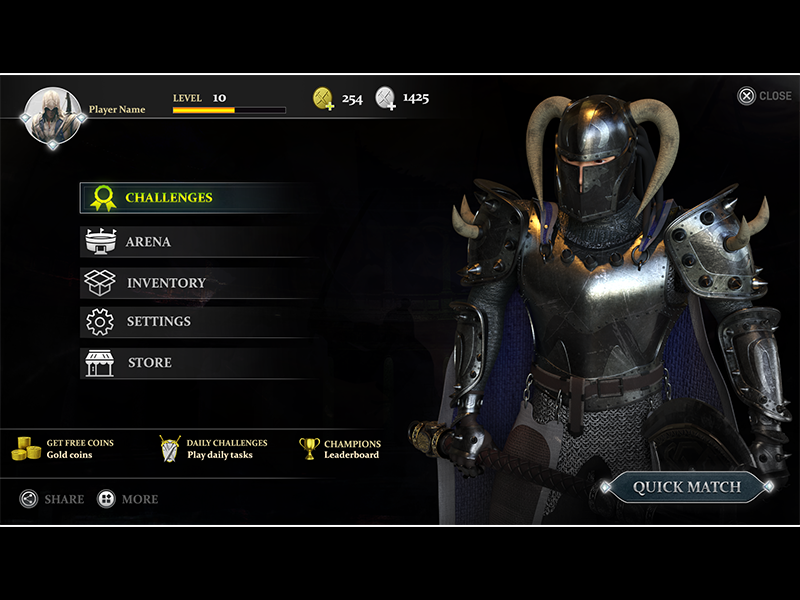 Player Name
LEVEL 10
254
1425
CLOSE
CHALLENGES
ARENA
INVENTORY
SETTINGS
STORE
GET FREE COINS
Gold coins
DAILY CHALLENGES
Play daily tasks
CHAMPIONS
Leaderboard
QUICK MATCH
SHARE
MORE